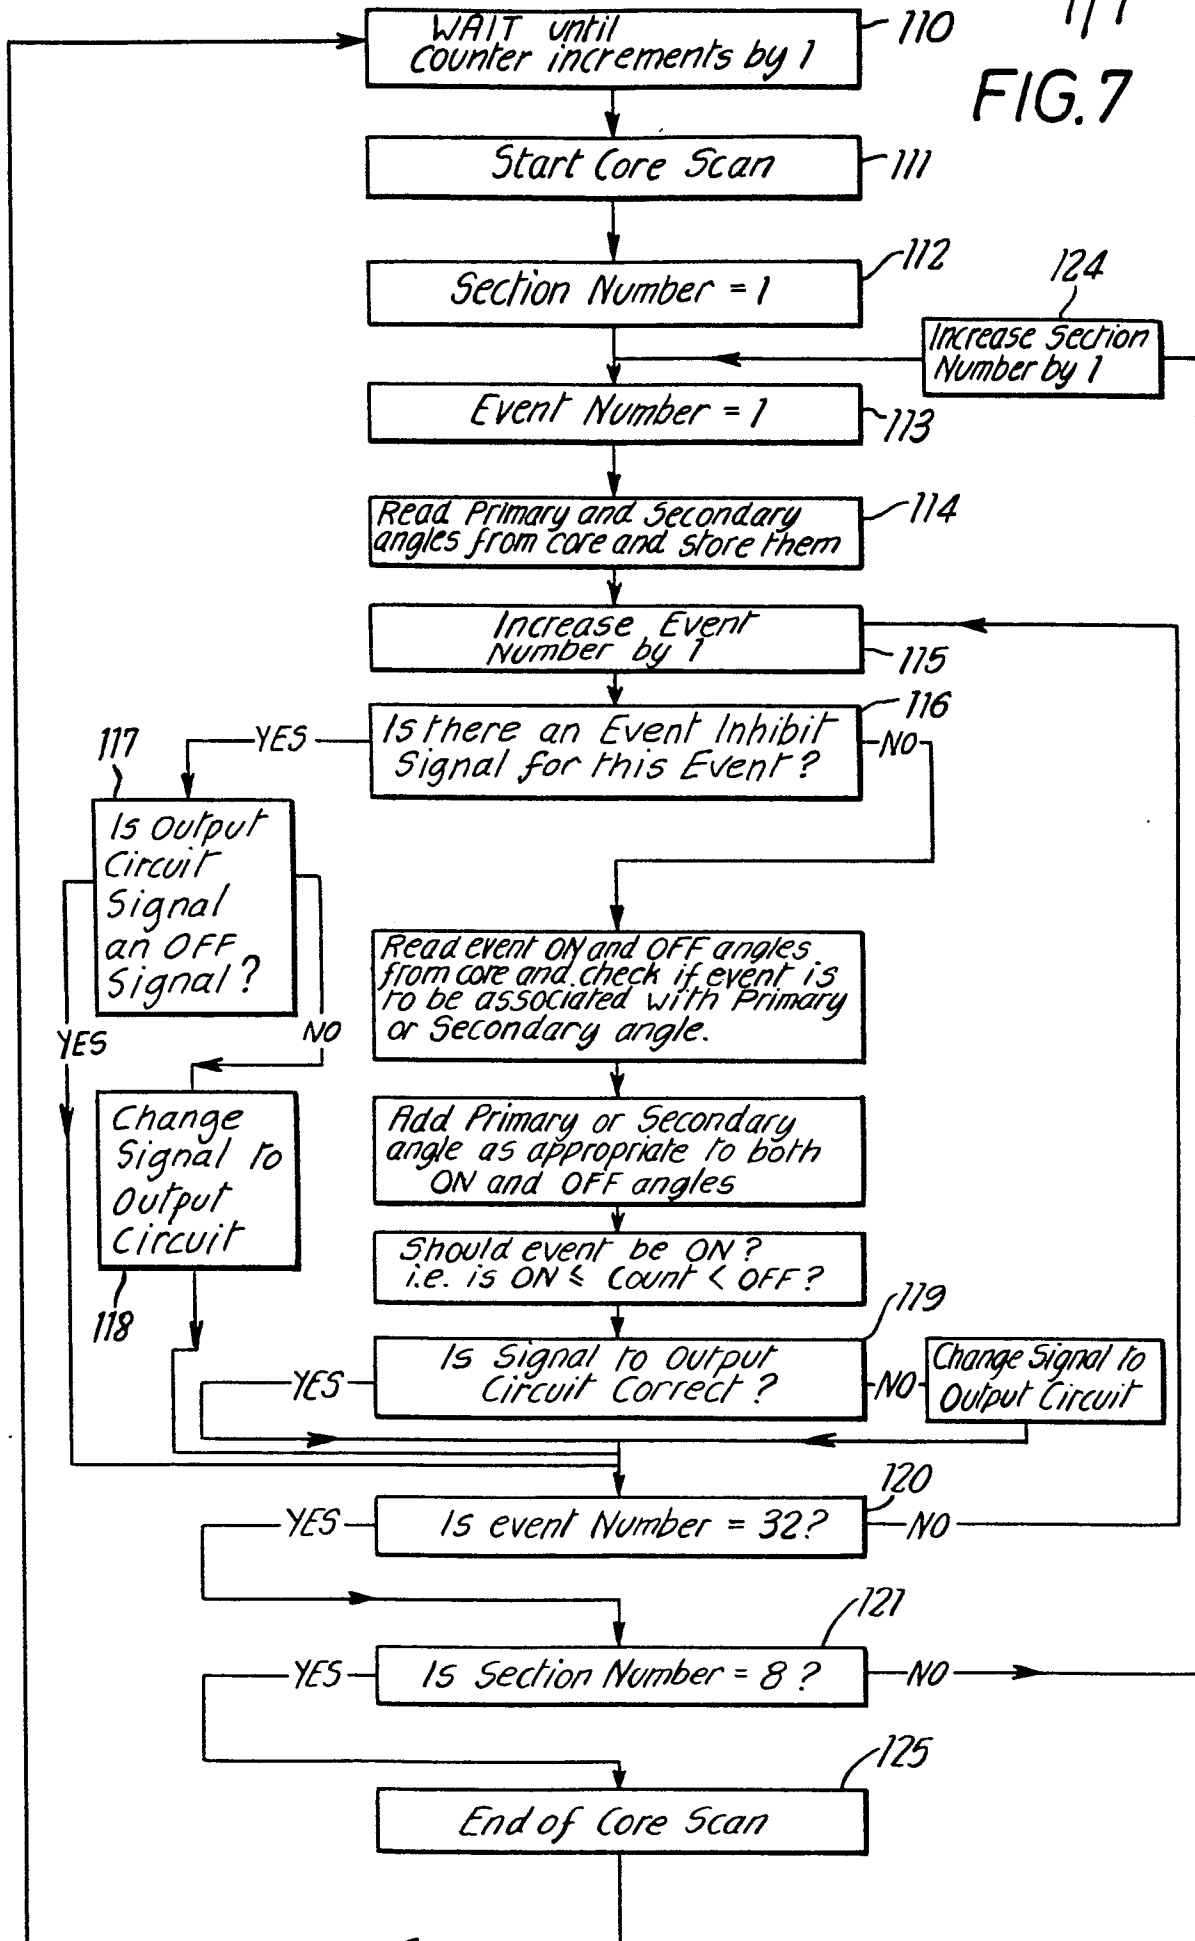 WAIT until
Counter increments by 1
110
1/1
FIG.7
Start Core Scan
111
Section Number = 1
112
124
Increase Section
Number by 1
Event Number = 1
113
Read Primary and Secondary
angles from core and store them
114
Increase Event
Number by 1
115
Is there an Event Inhibit
Signal for this Event?
116
YES
NO
117
Is Output
Circuit
Signal
an OFF
Signal?
YES
NO
Read event ON and OFF angles
from core and check if event is
to be associated with Primary
or Secondary angle.
Change
Signal to
Output
Circuit
118
Add Primary or Secondary
angle as appropriate to both
ON and OFF angles
Should event be ON?
i.e. is ON ≤ Count < OFF?
119
Is Signal to Output
Circuit Correct?
YES
NO
Change Signal to
Output Circuit
120
Is event Number = 32?
YES
NO
121
Is Section Number = 8?
YES
NO
125
End of Core Scan